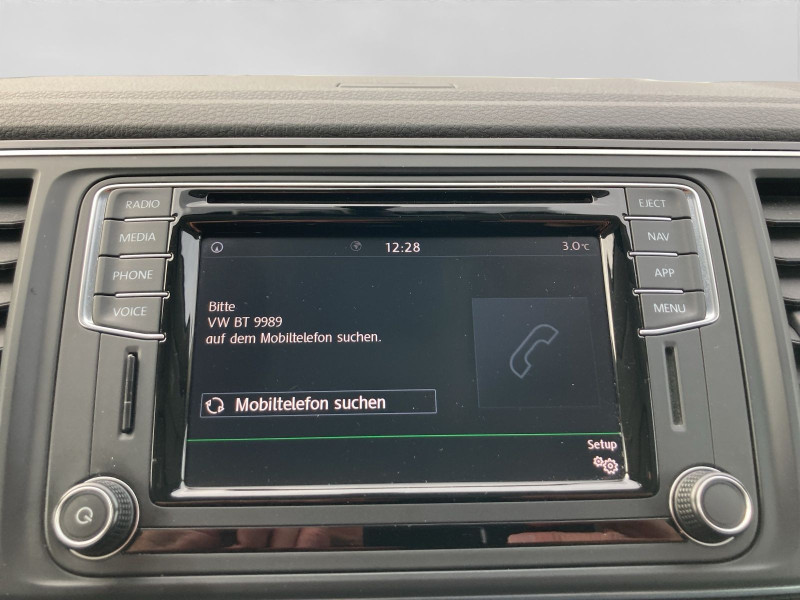 RADIO
MEDIA
PHONE
VOICE
EJECT
NAV
APP
MENU
12:28
3.0°C
Bitte
VW BT 9989
auf dem Mobiltelefon suchen.
Mobiltelefon suchen
Setup